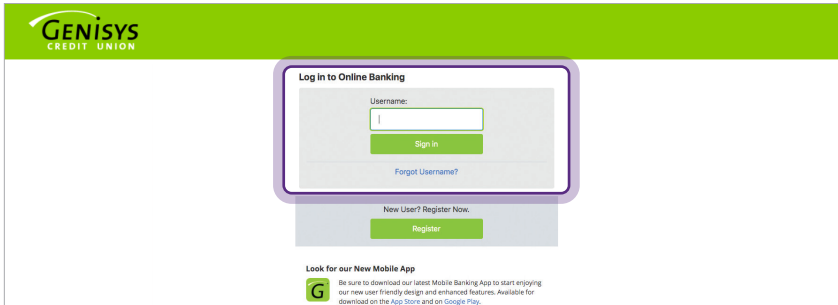 GENiSYS
CREDIT UNION
Log in to Online Banking
Username:
Sign in
Forgot Username?
New User? Register Now.
Register
Look for our New Mobile App
G
Be sure to download our latest Mobile Banking App to start enjoying
our new user friendly design and enhanced features. Available for
download on the App Store and on Google Play.